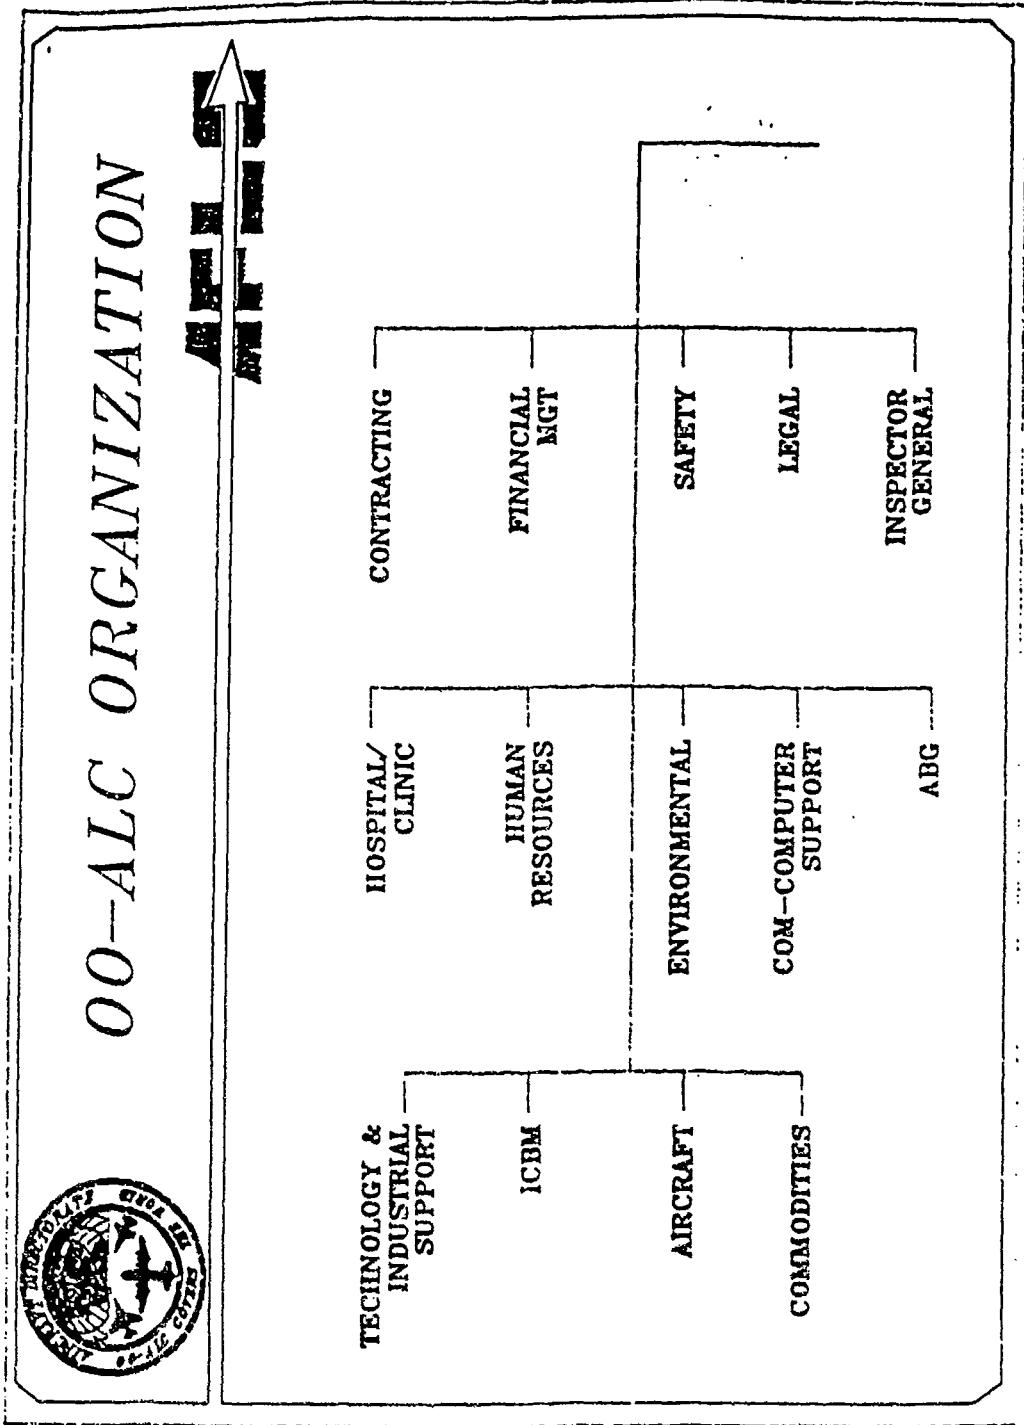 OO-ALC ORGANIZATION
TECHNOLOGY &
INDUSTRIAL
SUPPORT
ICBM
AIRCRAFT
COMMODITIES
HOSPITAL/
CLINIC
HUMAN
RESOURCES
ENVIRONMENTAL
COM-COMPUTER
SUPPORT
ABG
CONTRACTING
FINANCIAL
MGT
SAFETY
LEGAL
INSPECTOR
GENERAL